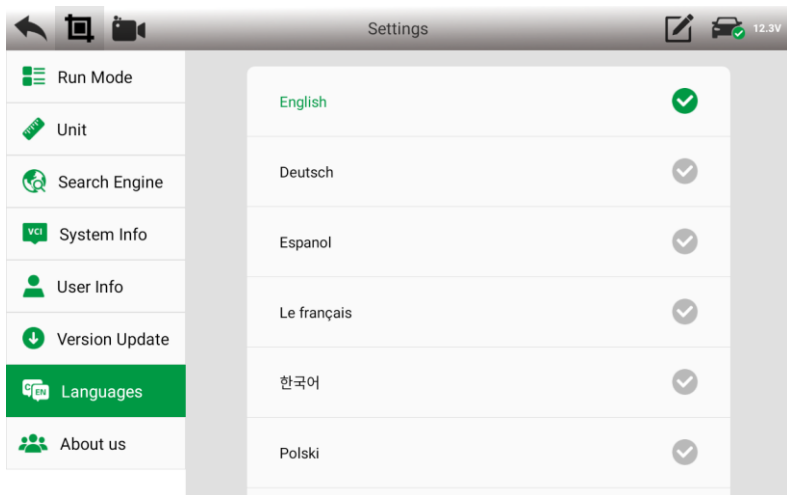 Settings
12.3V
Run Mode
Unit
Search Engine
VCI
System Info
User Info
Version Update
C EN
Languages
About us
English
Deutsch
Espanol
Le français
한국어
Polski